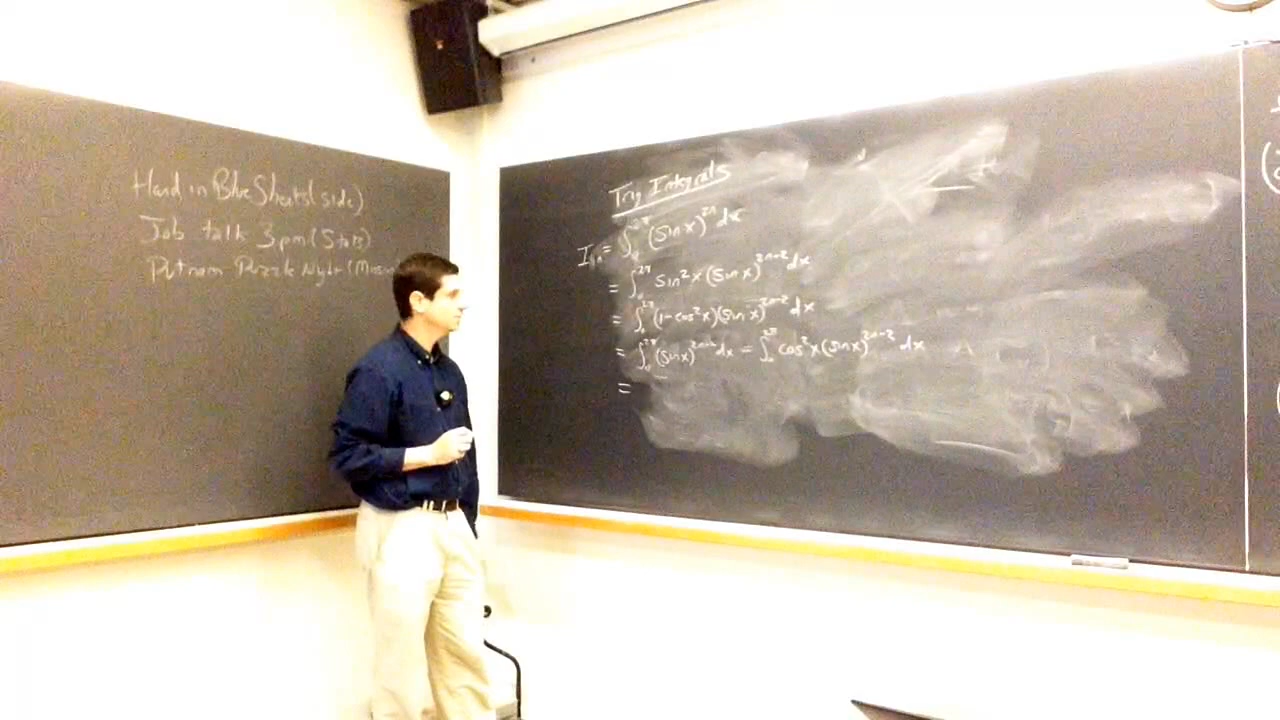 Hand in Blue Sheets (side)
Job talk 3pm (Stats)
Putnam Puzzle Night
Trig Integrals
= ∫₀^{2π} (sin x)^{2n} dx
= ∫₀^{2π} sin²x (sin x)^{2n-2} dx
= ∫₀^{2π} (1-cos²x)(sin x)^{2n-2} dx
= ∫₀^{2π} (sin x)^{2n-2} dx - ∫₀^{2π} cos²x (sin x)^{2n-2} dx
=